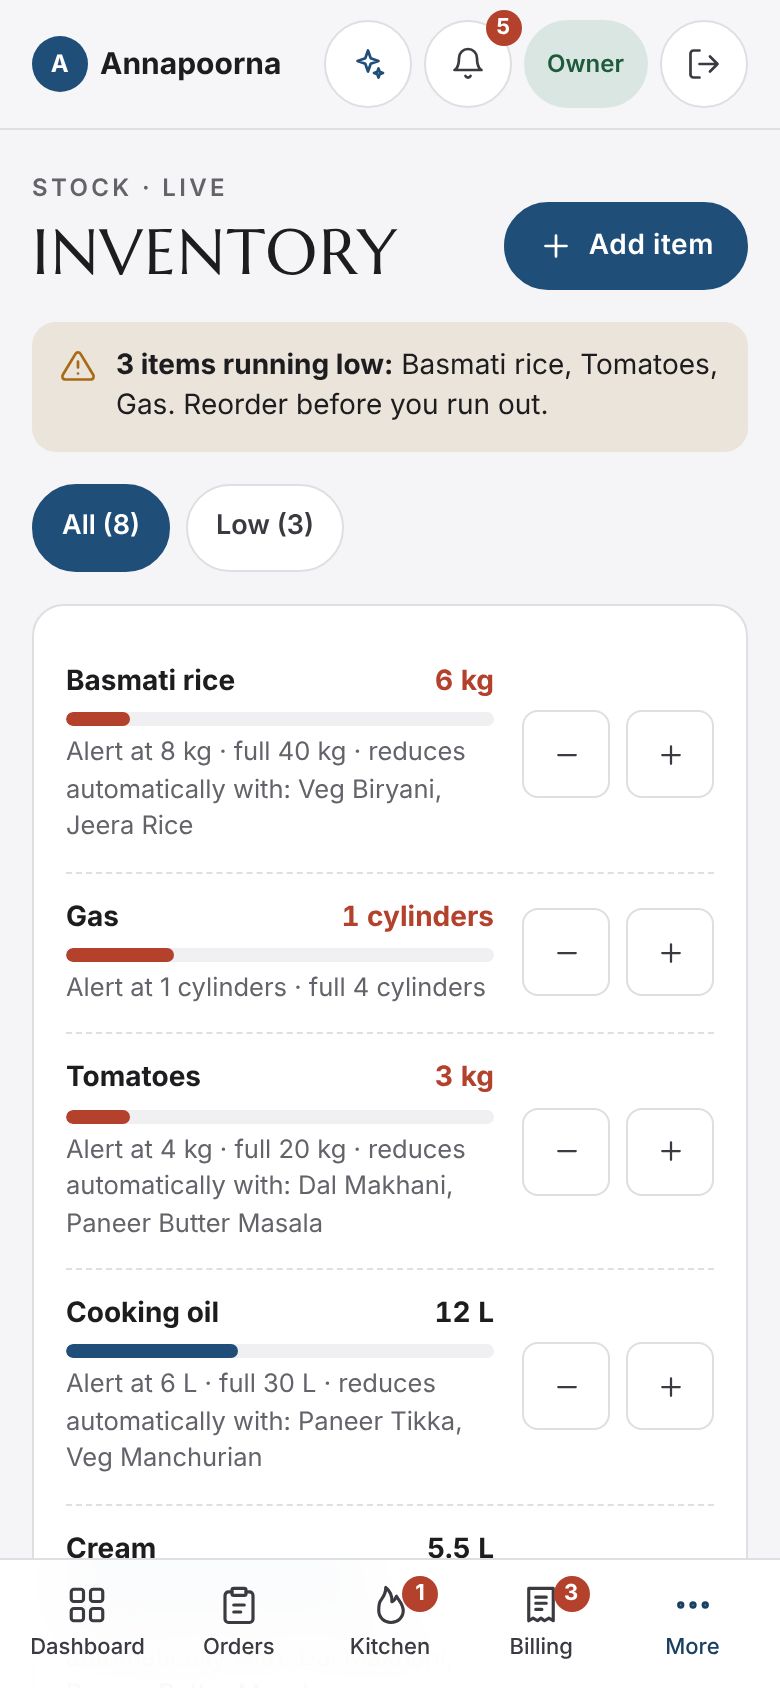 A Annapoorna 5 Owner
STOCK · LIVE
INVENTORY
+ Add item
3 items running low: Basmati rice, Tomatoes,
Gas. Reorder before you run out.
All (8) Low (3)
Basmati rice 6 kg
Alert at 8 kg · full 40 kg · reduces
automatically with: Veg Biryani,
Jeera Rice
− +
Gas 1 cylinders
Alert at 1 cylinders · full 4 cylinders
− +
Tomatoes 3 kg
Alert at 4 kg · full 20 kg · reduces
automatically with: Dal Makhani,
Paneer Butter Masala
− +
Cooking oil 12 L
Alert at 6 L · full 30 L · reduces
automatically with: Paneer Tikka,
Veg Manchurian
− +
Cream 5.5 L
1 3
Dashboard Orders Kitchen Billing More